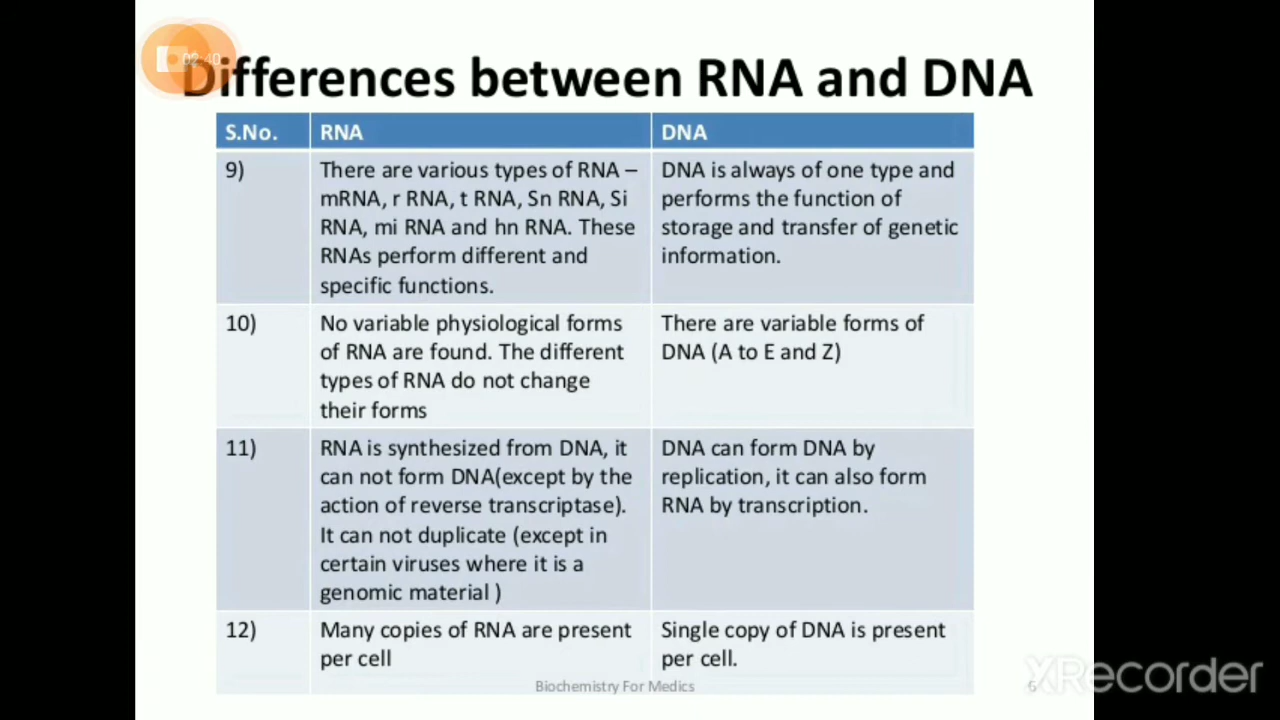 02:40
Differences between RNA and DNA
S.No.
RNA
DNA
9)
There are various types of RNA –
mRNA, r RNA, t RNA, Sn RNA, Si
RNA, mi RNA and hn RNA. These
RNAs perform different and
specific functions.
DNA is always of one type and
performs the function of
storage and transfer of genetic
information.
10)
No variable physiological forms
of RNA are found. The different
types of RNA do not change
their forms
There are variable forms of
DNA (A to E and Z)
11)
RNA is synthesized from DNA, it
can not form DNA(except by the
action of reverse transcriptase).
It can not duplicate (except in
certain viruses where it is a
genomic material )
DNA can form DNA by
replication, it can also form
RNA by transcription.
12)
Many copies of RNA are present
per cell
Single copy of DNA is present
per cell.
Biochemistry For Medics
6
XRecorder